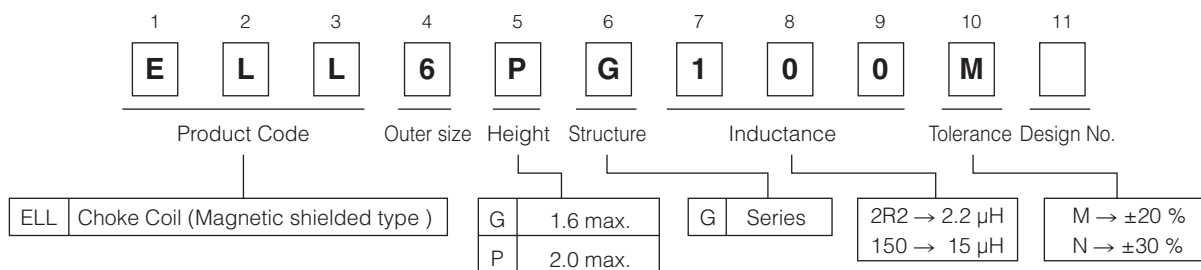 1 2 3 4 5 6 7 8 9 10 11
E L L 6 P G 1 0 0 M
Product Code Outer size Height Structure Inductance Tolerance Design No.
ELL Choke Coil (Magnetic shielded type ) G 1.6 max. G Series 2R2 → 2.2 µH M → ±20 %
P 2.0 max. 150 → 15 µH N → ±30 %